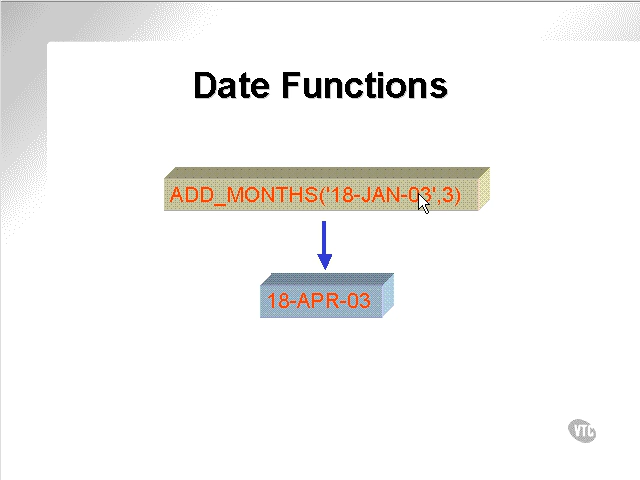 Date Functions
ADD_MONTHS('18-JAN-03',3)
18-APR-03
VTC